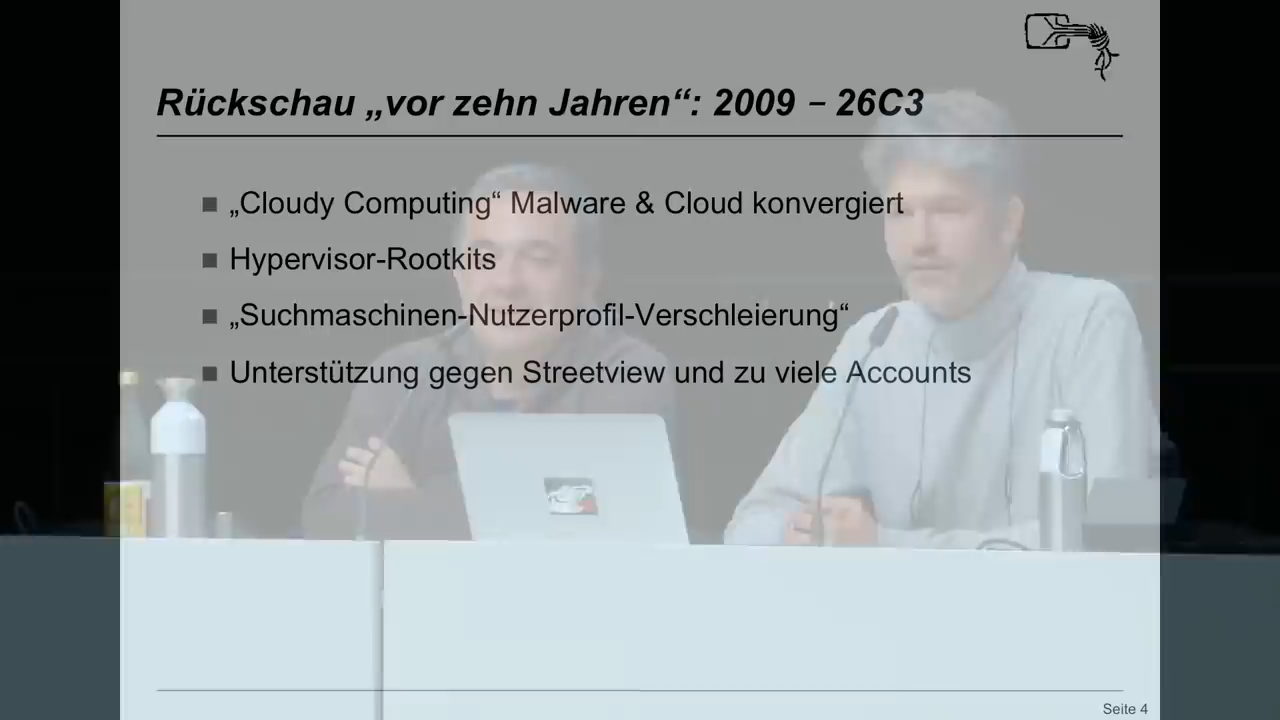 Rückschau „vor zehn Jahren“: 2009 – 26C3
„Cloudy Computing“ Malware & Cloud konvergiert
Hypervisor-Rootkits
„Suchmaschinen-Nutzerprofil-Verschleierung“
Unterstützung gegen Streetview und zu viele Accounts
Seite 4